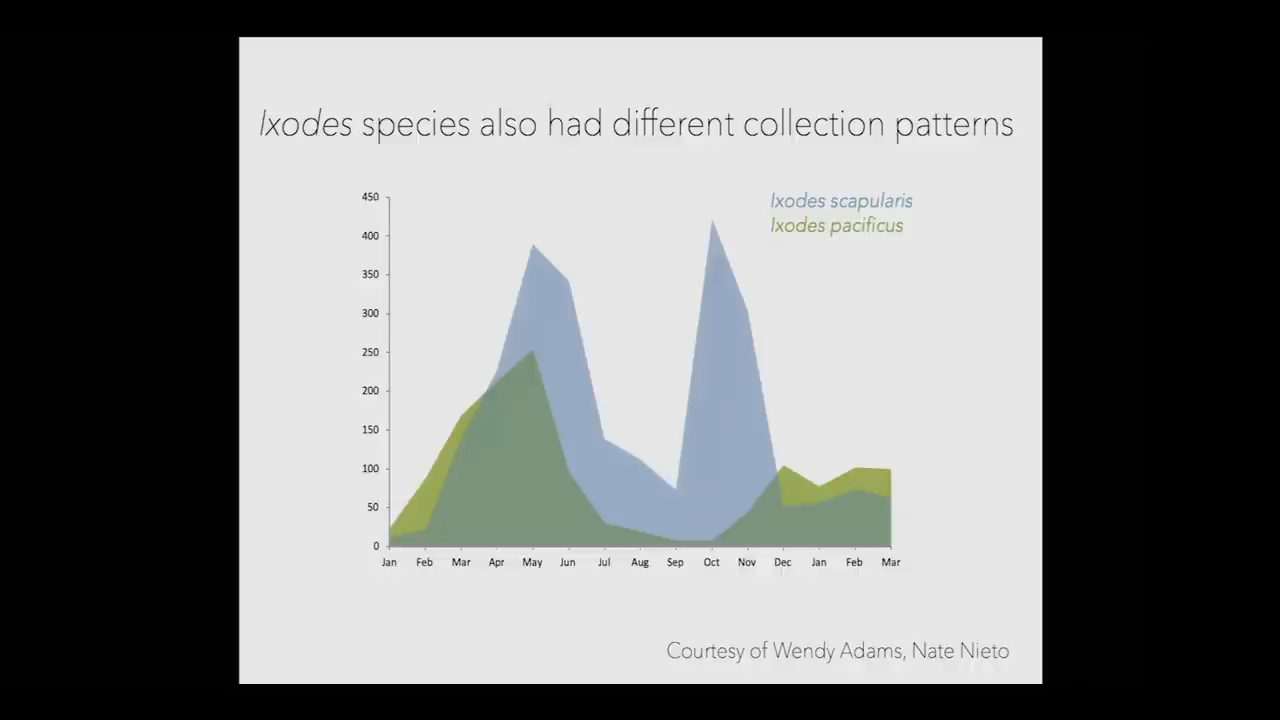 Ixodes species also had different collection patterns
Ixodes scapularis
Ixodes pacificus
450
400
350
300
250
200
150
100
50
0
Jan Feb Mar Apr May Jun Jul Aug Sep Oct Nov Dec Jan Feb Mar
Courtesy of Wendy Adams, Nate Nieto